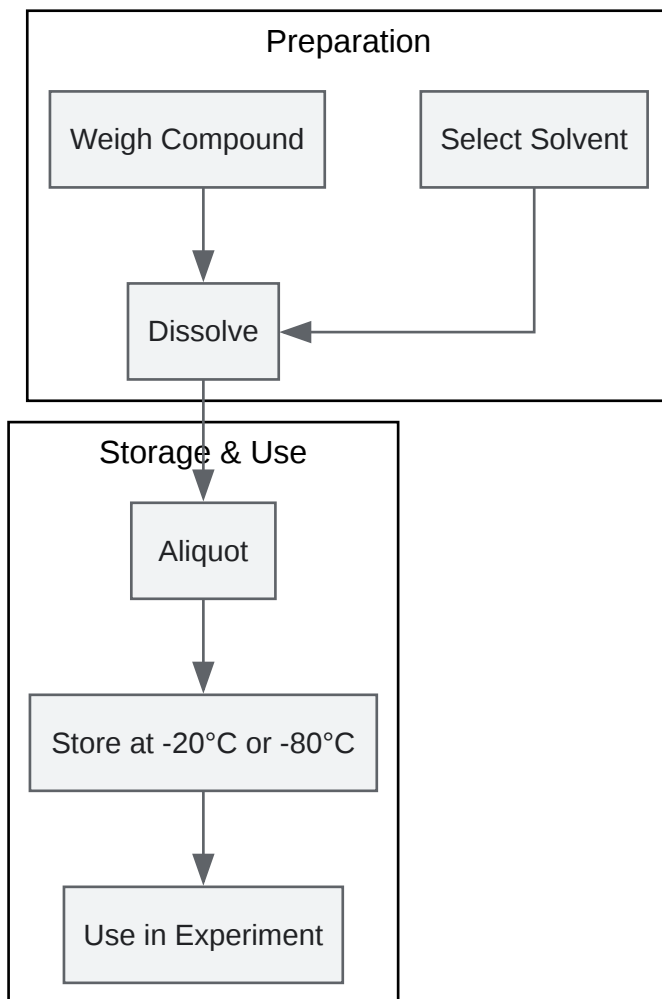 Preparation
Weigh Compound
Select Solvent
Dissolve
Storage & Use
Aliquot
Store at -20°C or -80°C
Use in Experiment